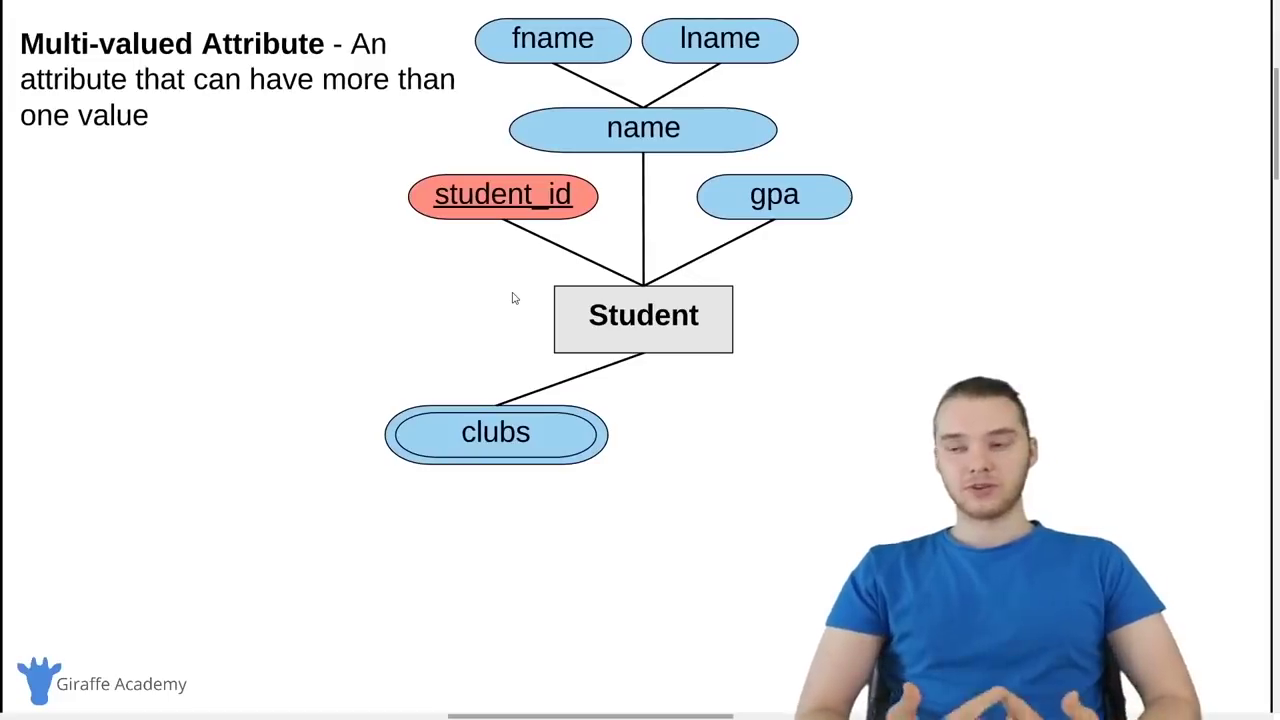 Multi-valued Attribute - An
attribute that can have more than
one value
fname
lname
name
student_id
gpa
Student
clubs
Giraffe Academy